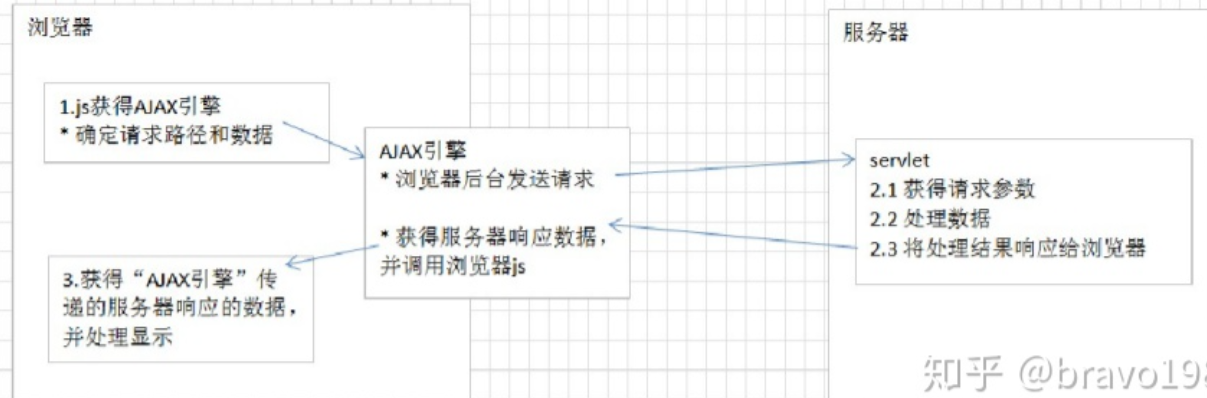 浏览器
服务器
1.js获得AJAX引擎
* 确定请求路径和数据
AJAX引擎
* 浏览器后台发送请求
* 获得服务器响应数据，
并调用浏览器js
servlet
2.1 获得请求参数
2.2 处理数据
2.3 将处理结果响应给浏览器
3.获得“AJAX引擎”传
递的服务器响应的数据，
并处理显示
知乎 @bravo198